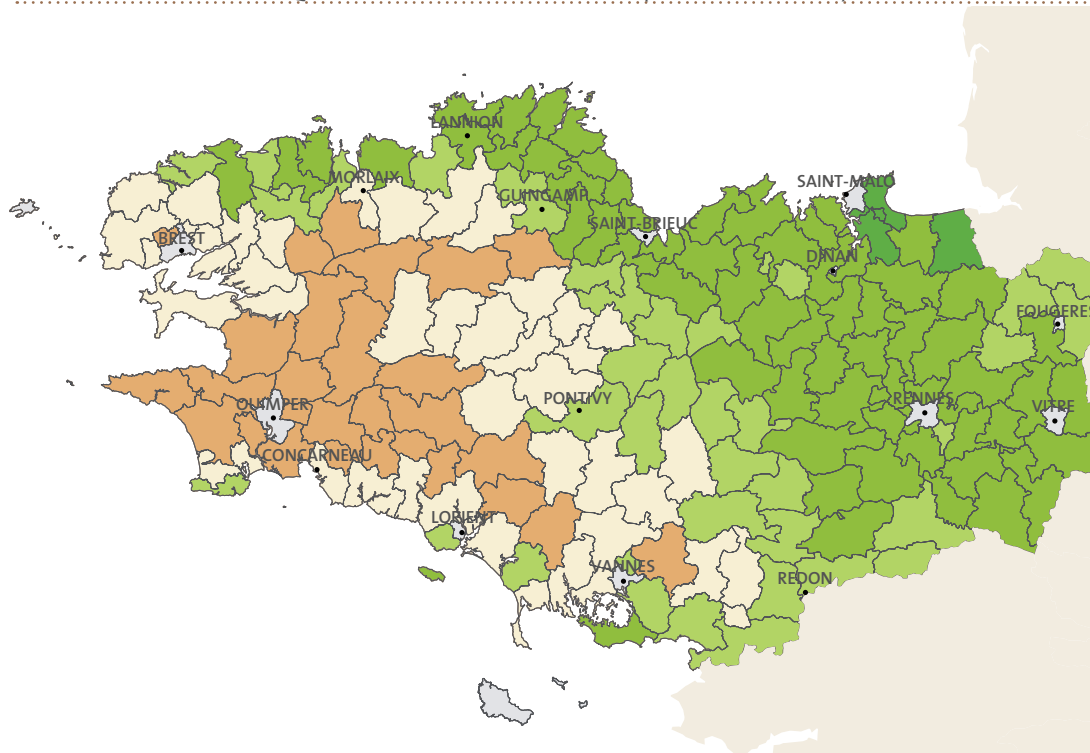 LANNION
MORLAIX
SAINT-MALO
GUINGAMP
SAINT-BRIEUC
BREST
DINAN
FOUGERES
PONTIVY
RENNES
QUIMPER
VITRE
CONCARNEAU
LORIENT
VANNES
REDON